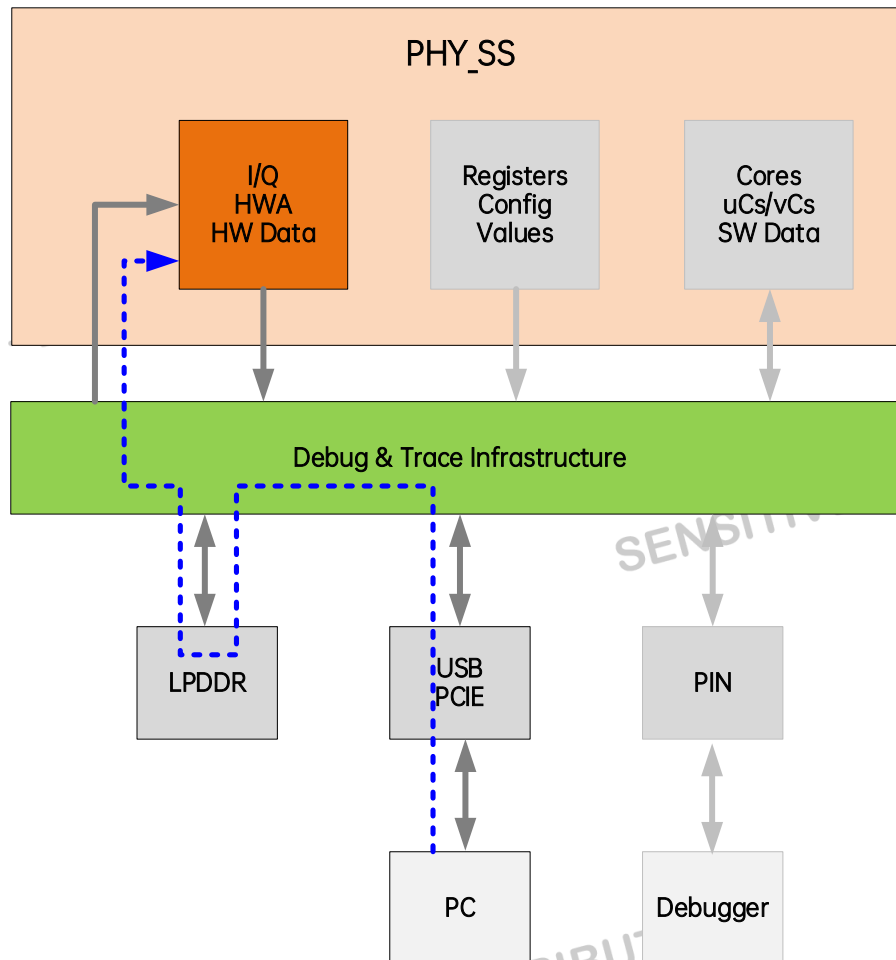 PHY_SS
I/Q
HWA
HW Data
Registers
Config
Values
Cores
uCs/vCs
SW Data
Debug & Trace Infrastructure
LPDDR
USB
PCIE
PIN
PC
Debugger